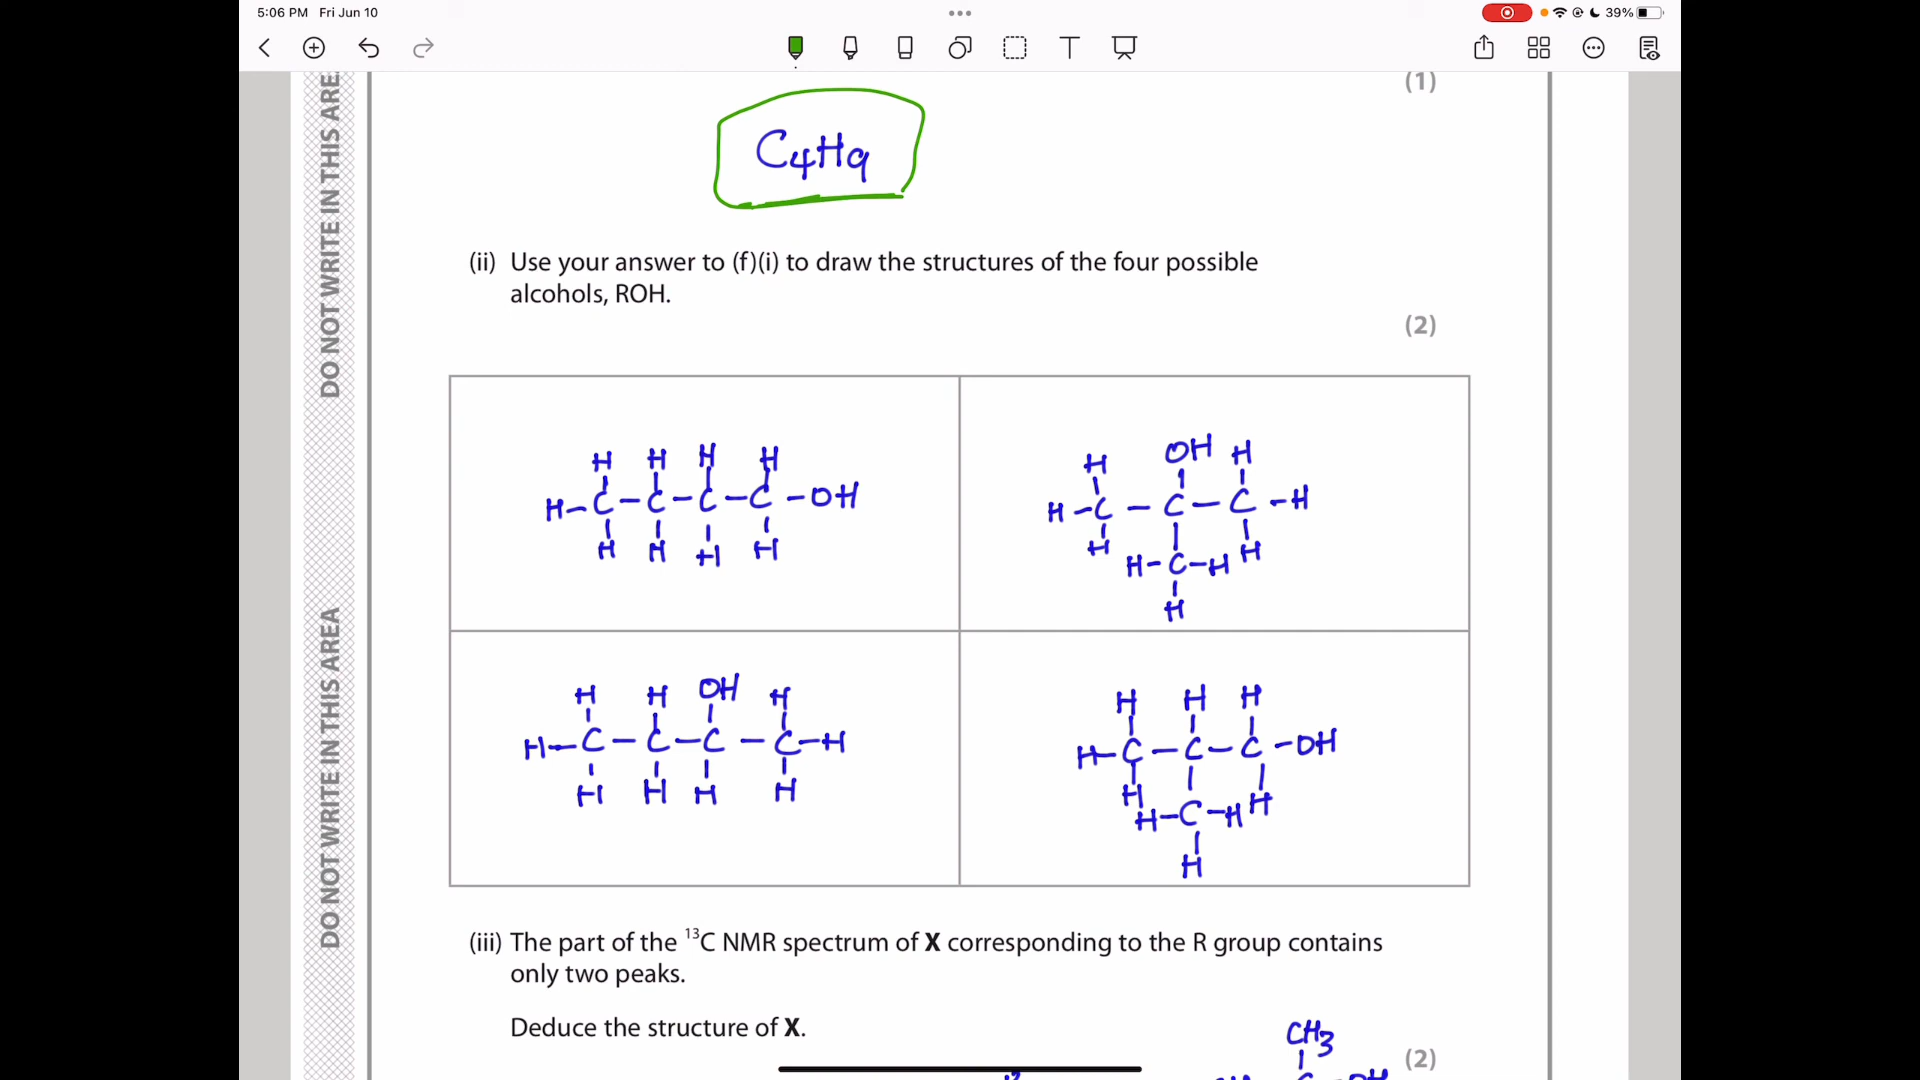 5:06 PM Fri Jun 10
39%
DO NOT WRITE IN THIS ARE
(1)
C4H9
(ii) Use your answer to (f)(i) to draw the structures of the four possible
alcohols, ROH.
(2)
H H H H
H-C-C-C-C-OH
H H H H
H OH H
H-C-C-C-H
H H
H-C-H
H
H H OH H
H-C-C-C-C-H
H H H H
H H H
H-C-C-C-OH
H H
H-C-H
H
DO NOT WRITE IN THIS AREA
(iii) The part of the 13C NMR spectrum of X corresponding to the R group contains
only two peaks.
Deduce the structure of X.
CH3
(2)